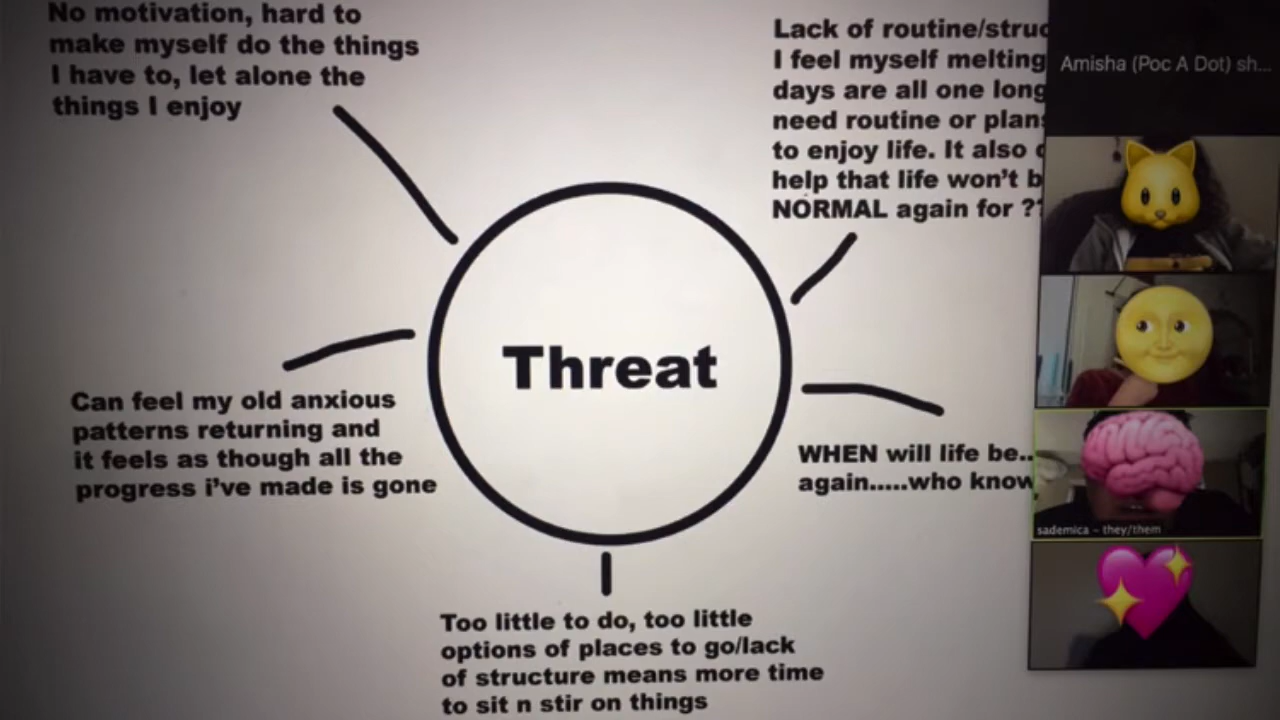 No motivation, hard to
make myself do the things
I have to, let alone the
things I enjoy
Lack of routine/struc
I feel myself melting
days are all one long
need routine or plan
to enjoy life. It also
help that life won't b
NORMAL again for ??
Threat
Can feel my old anxious
patterns returning and
it feels as though all the
progress i've made is gone
WHEN will life be..
again.....who know
Too little to do, too little
options of places to go/lack
of structure means more time
to sit n stir on things
Amisha (Poc A Dot) sh...
sademica - they/them